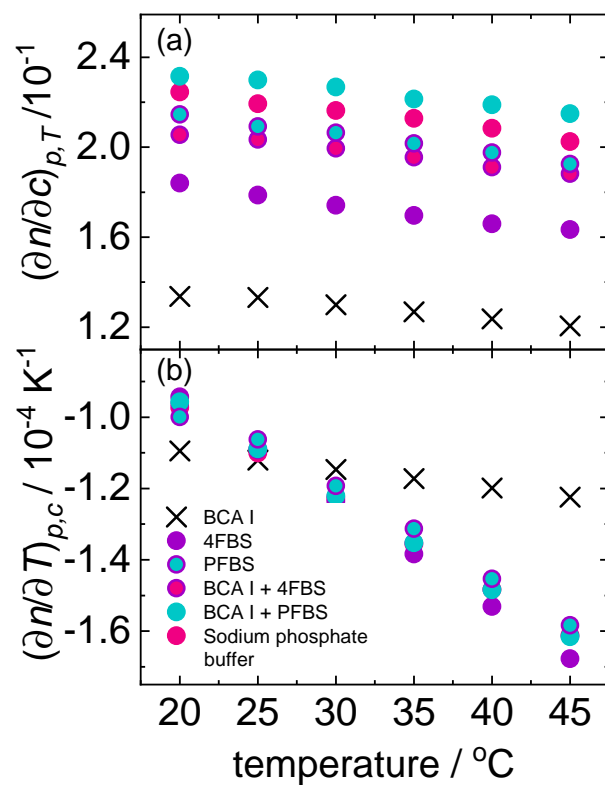 (a)
2.4
2.0
1.6
1.2
(∂n/∂c)p,T /10-1
(b)
-1.0
-1.2
-1.4
-1.6
(∂n/∂T)p,c / 10-4 K-1
BCA I
4FBS
PFBS
BCA I + 4FBS
BCA I + PFBS
Sodium phosphate
buffer
20 25 30 35 40 45
temperature / oC